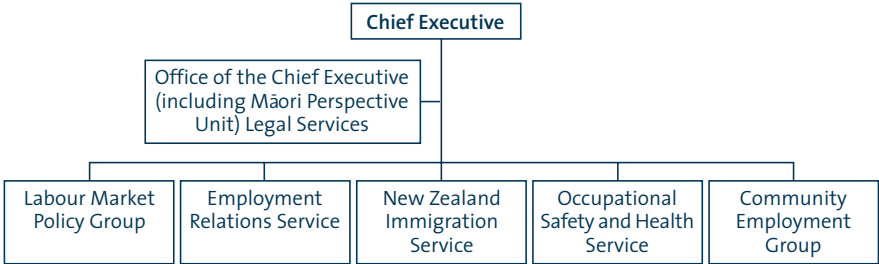 Chief Executive
Office of the Chief Executive
(including Māori Perspective
Unit) Legal Services
Labour Market
Policy Group
Employment
Relations Service
New Zealand
Immigration
Service
Occupational
Safety and Health
Service
Community
Employment
Group